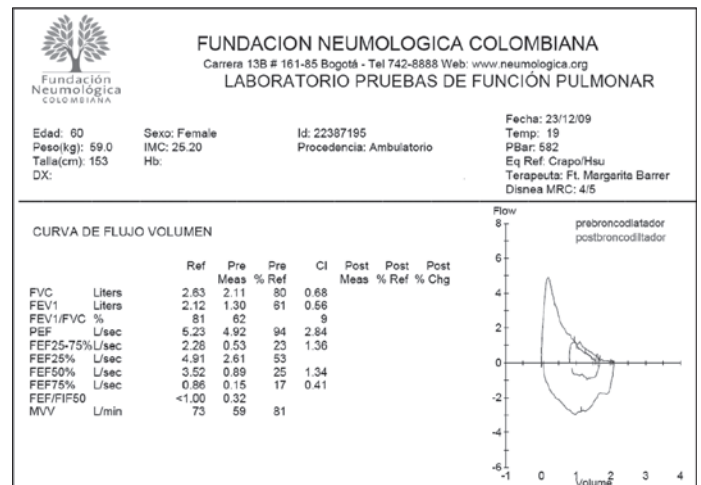 FUNDACION NEUMOLOGICA COLOMBIANA
Carrera 13B # 161-85 Bogotá - Tel 742-8888 Web: www.neumologica.org
LABORATORIO PRUEBAS DE FUNCIÓN PULMONAR
Fundación
Neumológica
COLOMBIANA
Edad: 60 Sexo: Female Id: 22387195 Fecha: 23/12/09
Peso(kg): 59.0 IMC: 25.20 Procedencia: Ambulatorio Temp: 19
Talla(cm): 153 Hb: PBar: 582
DX: Eq Ref: Crapo/Hsu
Terapeuta: Ft. Margarita Barrer
Disnea MRC: 4/5
CURVA DE FLUJO VOLUMEN
Ref Pre Pre CI Post Post Post
Meas % Ref Meas % Ref % Chg
FVC Liters 2.63 2.11 80 0.68
FEV1 Liters 2.12 1.30 61 0.56
FEV1/FVC % 81 62 9
PEF L/sec 5.23 4.92 94 2.84
FEF25-75%L/sec 2.28 0.53 23 1.36
FEF25% L/sec 4.91 2.61 53
FEF50% L/sec 3.52 0.89 25 1.34
FEF75% L/sec 0.86 0.15 17 0.41
FEF/FIF50 <1.00 0.32
MVV L/min 73 59 81
Flow
prebroncodlatador
postbroncodiltador
8
6
4
2
0
-2
-4
-6
-1 0 1 2 3 4
Volume